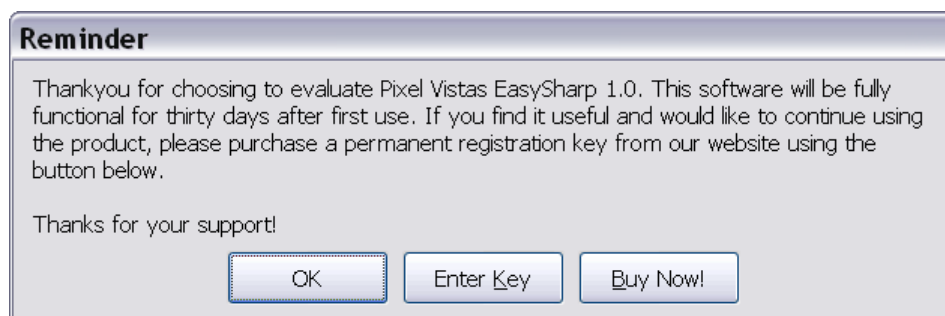 Reminder
Thankyou for choosing to evaluate Pixel Vistas EasySharp 1.0. This software will be fully
functional for thirty days after first use. If you find it useful and would like to continue using
the product, please purchase a permanent registration key from our website using the
button below.
Thanks for your support!
OK Enter Key Buy Now!